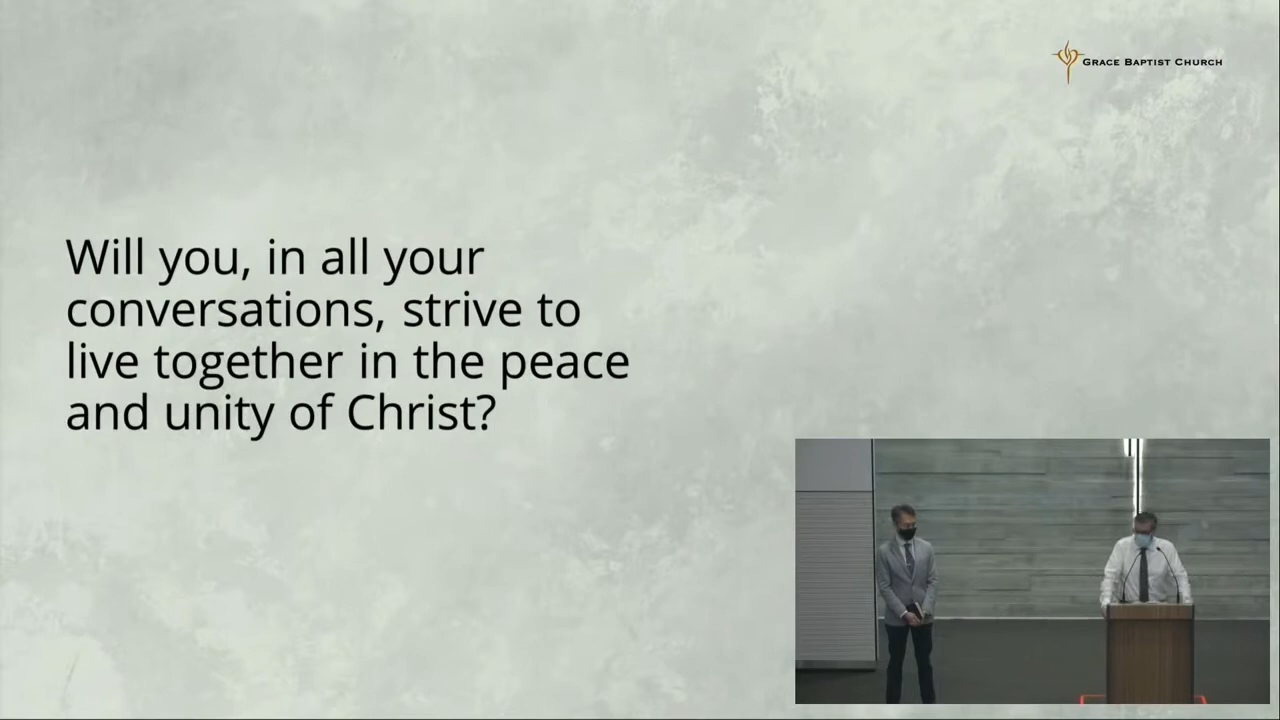 GRACE BAPTIST CHURCH
Will you, in all your
conversations, strive to
live together in the peace
and unity of Christ?